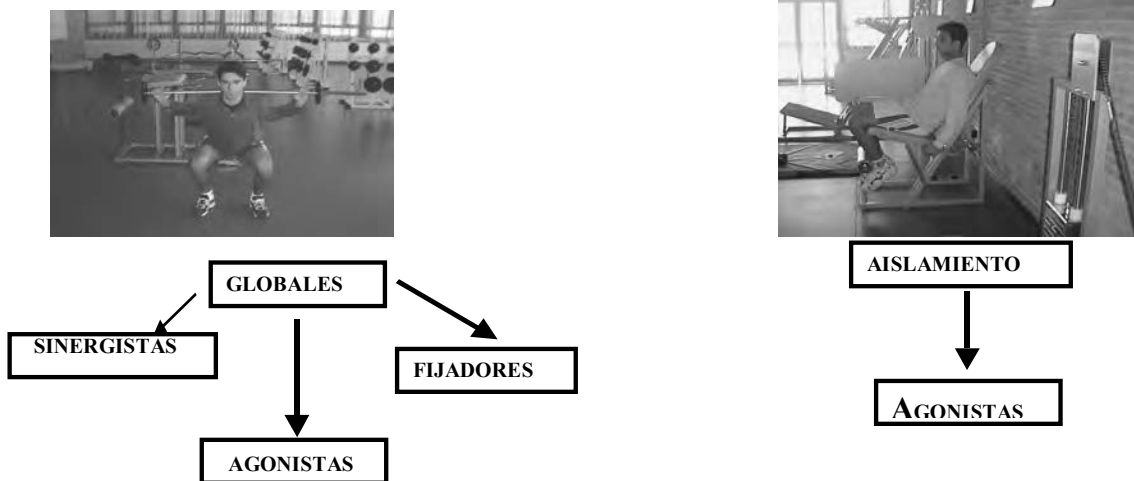 GLOBALES
SINERGISTAS
FIJADORES
AGONISTAS
AISLAMIENTO
AGONISTAS